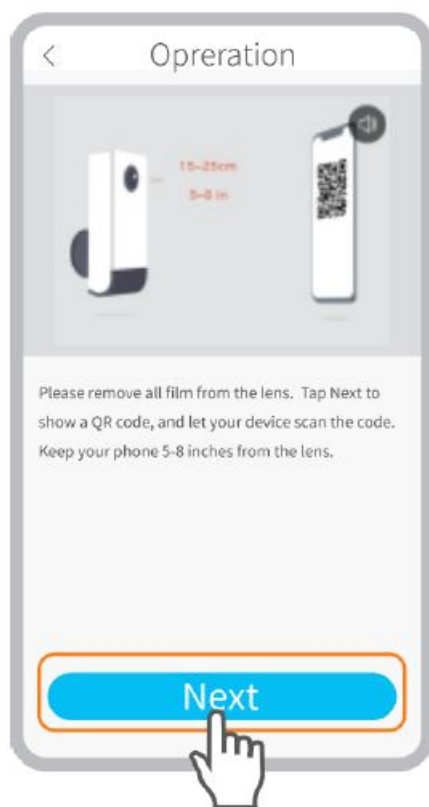 Opreration
15-25cm
5-8 in
Please remove all film from the lens. Tap Next to
show a QR code, and let your device scan the code.
Keep your phone 5-8 inches from the lens.
Next